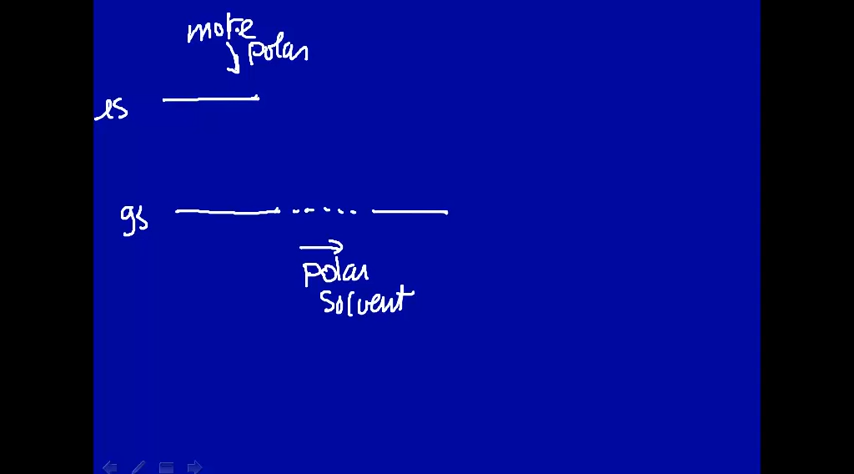 more
polar
es
gs
polar
solvent